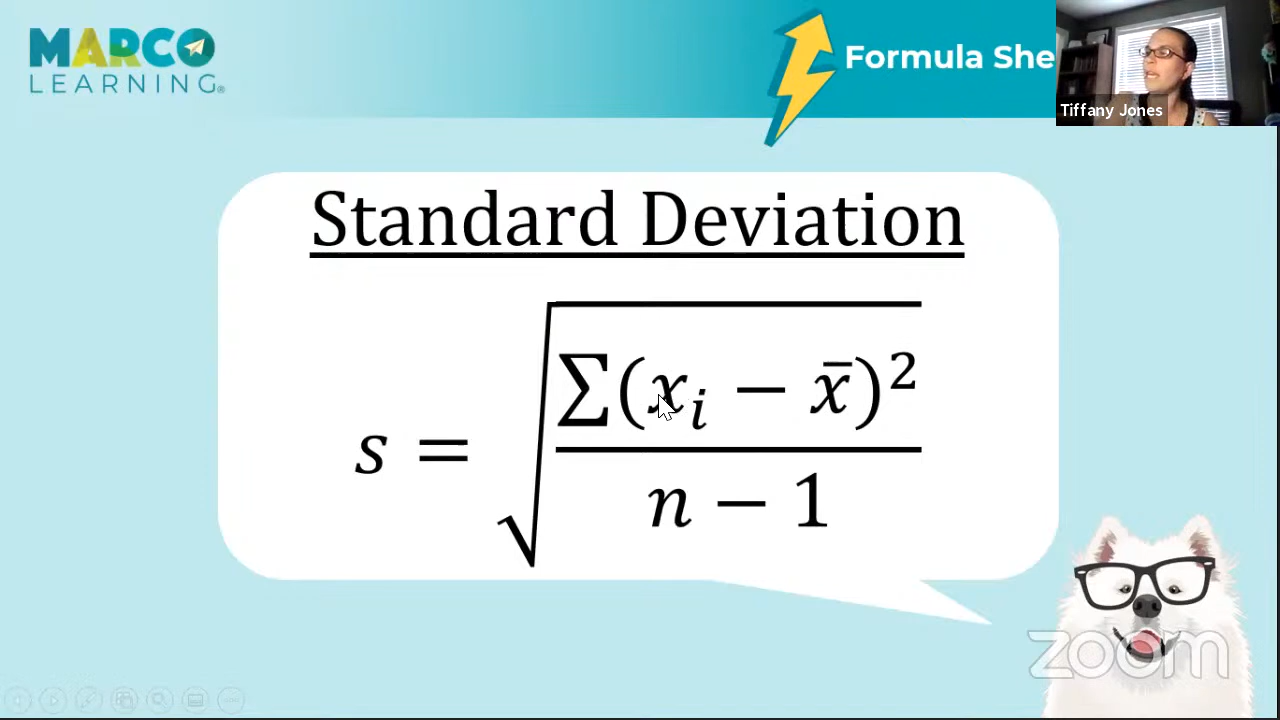 MARCO
LEARNING®
Formula She
Tiffany Jones
Standard Deviation
s = √(∑(xᵢ − x̄)² / (n − 1))
zoom